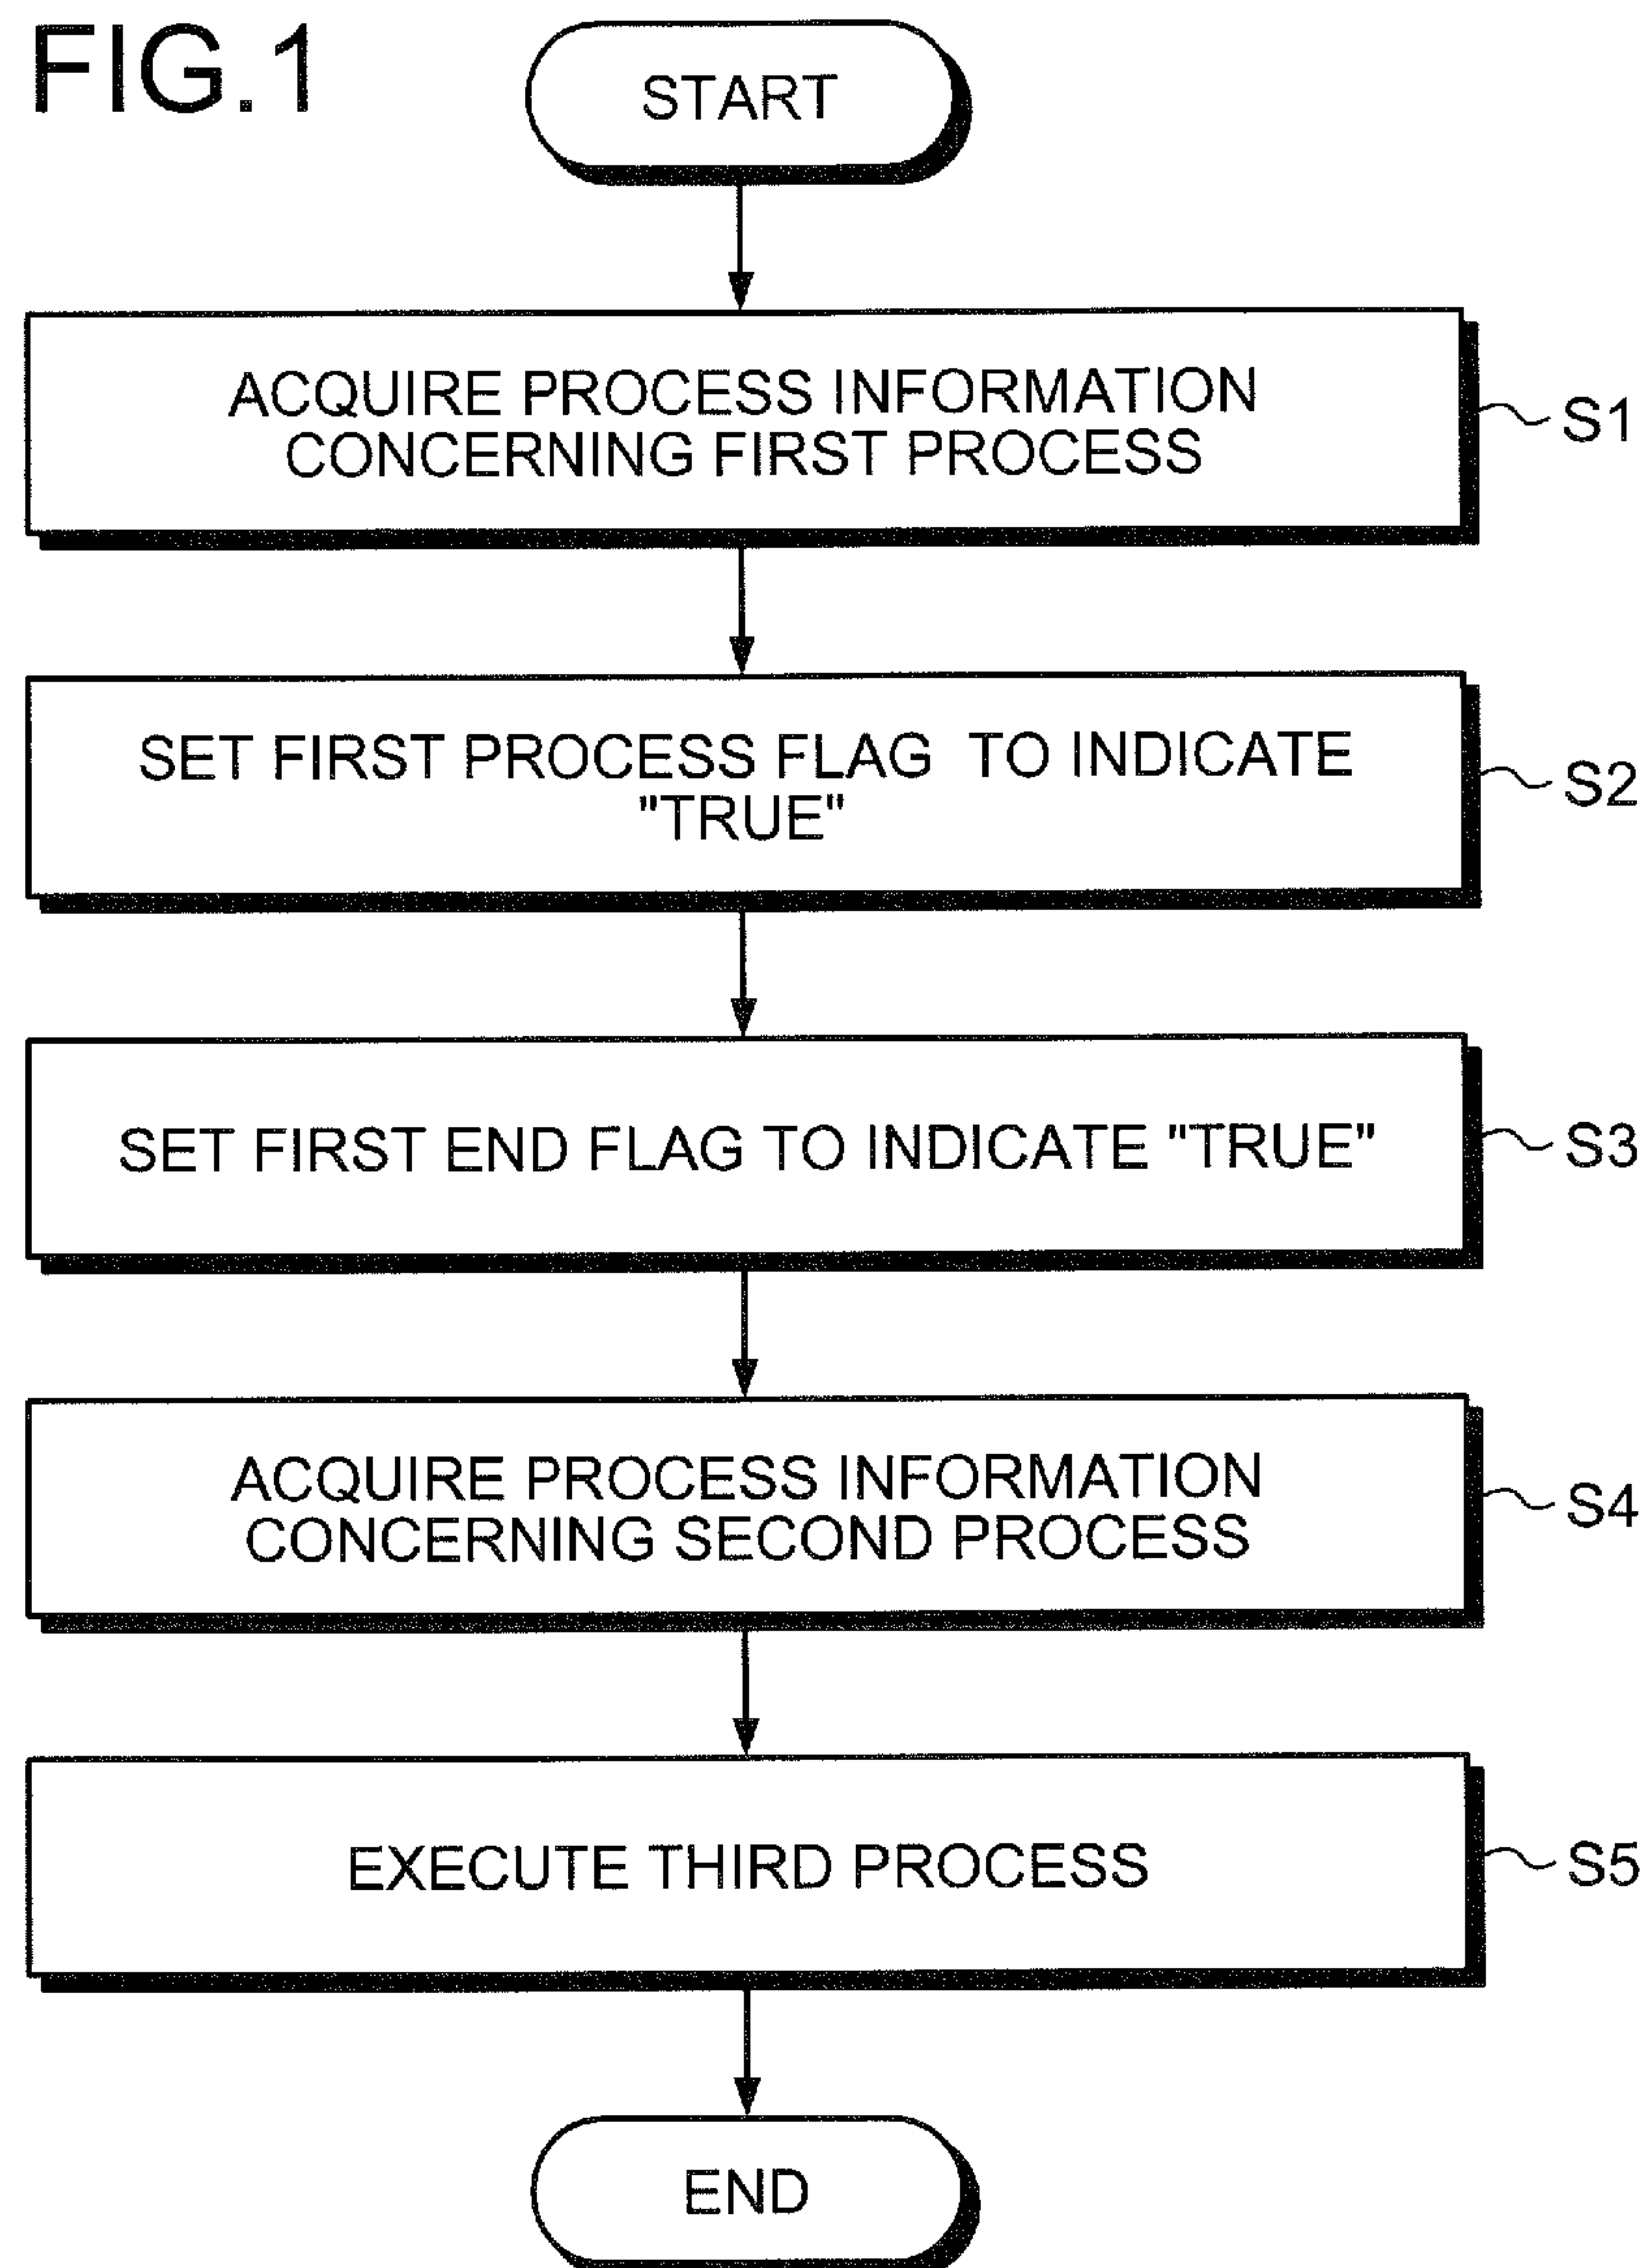 FIG.1
START
ACQUIRE PROCESS INFORMATION
CONCERNING FIRST PROCESS
S1
SET FIRST PROCESS FLAG TO INDICATE
"TRUE"
S2
SET FIRST END FLAG TO INDICATE "TRUE"
S3
ACQUIRE PROCESS INFORMATION
CONCERNING SECOND PROCESS
S4
EXECUTE THIRD PROCESS
S5
END